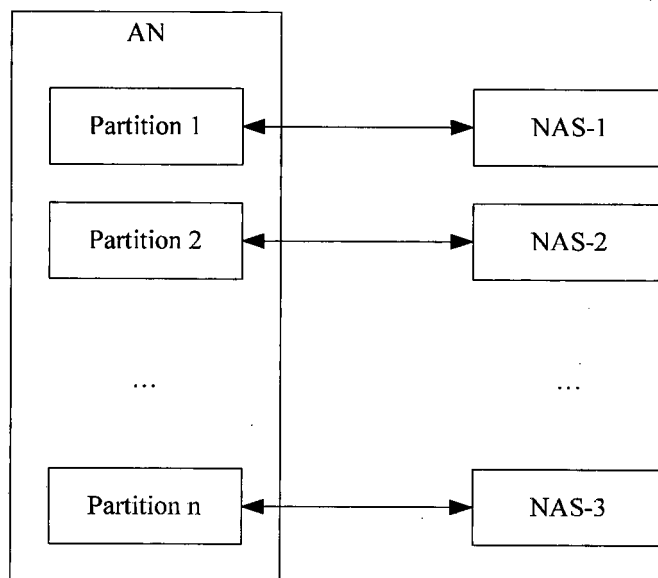 AN
Partition 1
NAS-1
Partition 2
NAS-2
...
...
Partition n
NAS-3